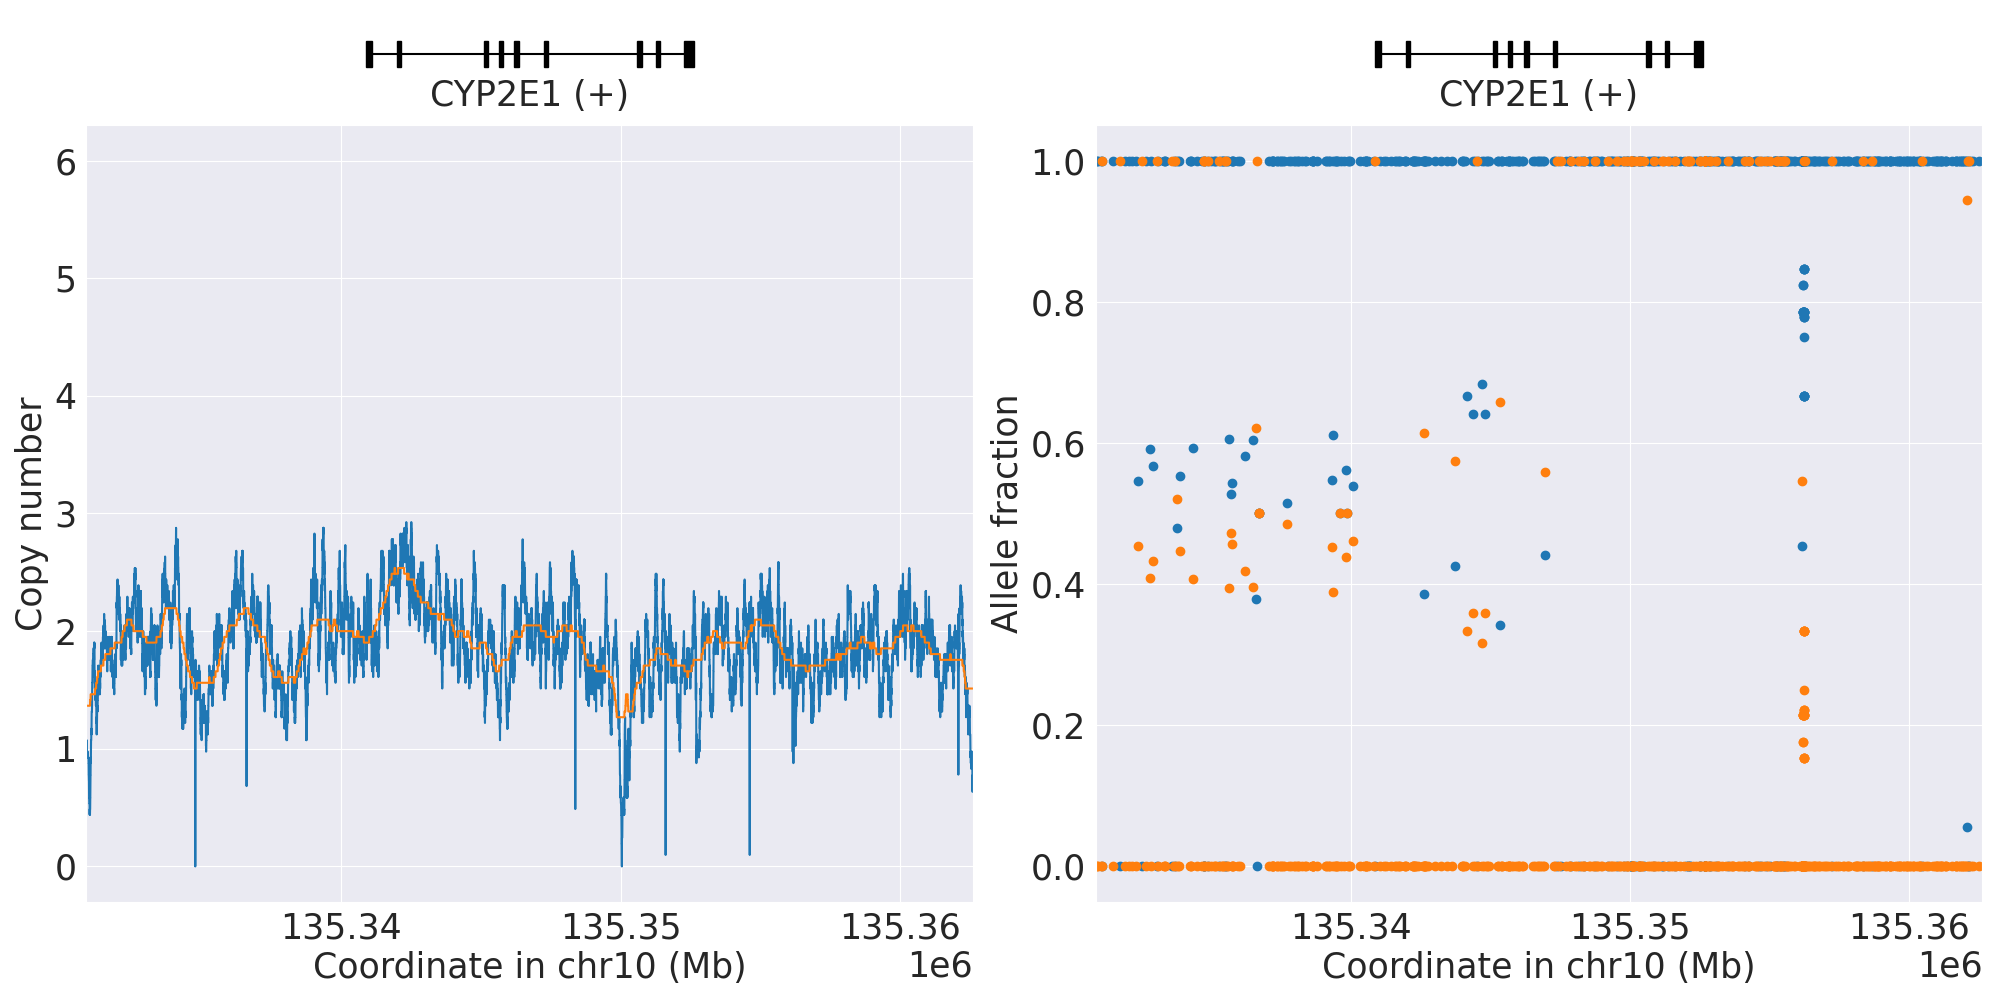 CYP2E1 (+)
6
5
4
3
2
1
0
Copy number
135.34 135.35 135.36
Coordinate in chr10 (Mb)
1e6
CYP2E1 (+)
1.0
0.8
0.6
0.4
0.2
0.0
Allele fraction
135.34 135.35 135.36
Coordinate in chr10 (Mb)
1e6